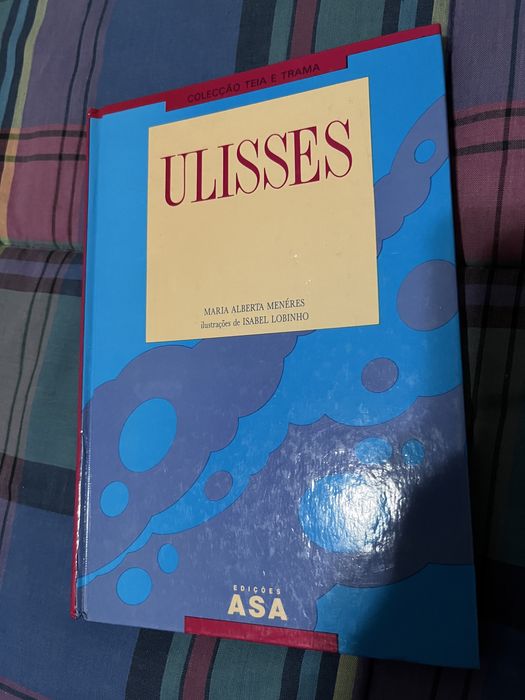 COLECÇÃO TEIA E TRAMA
ULISSES
MARIA ALBERTA MENÉRES
ilustrações de ISABEL LOBINHO
EDIÇÕES
ASA